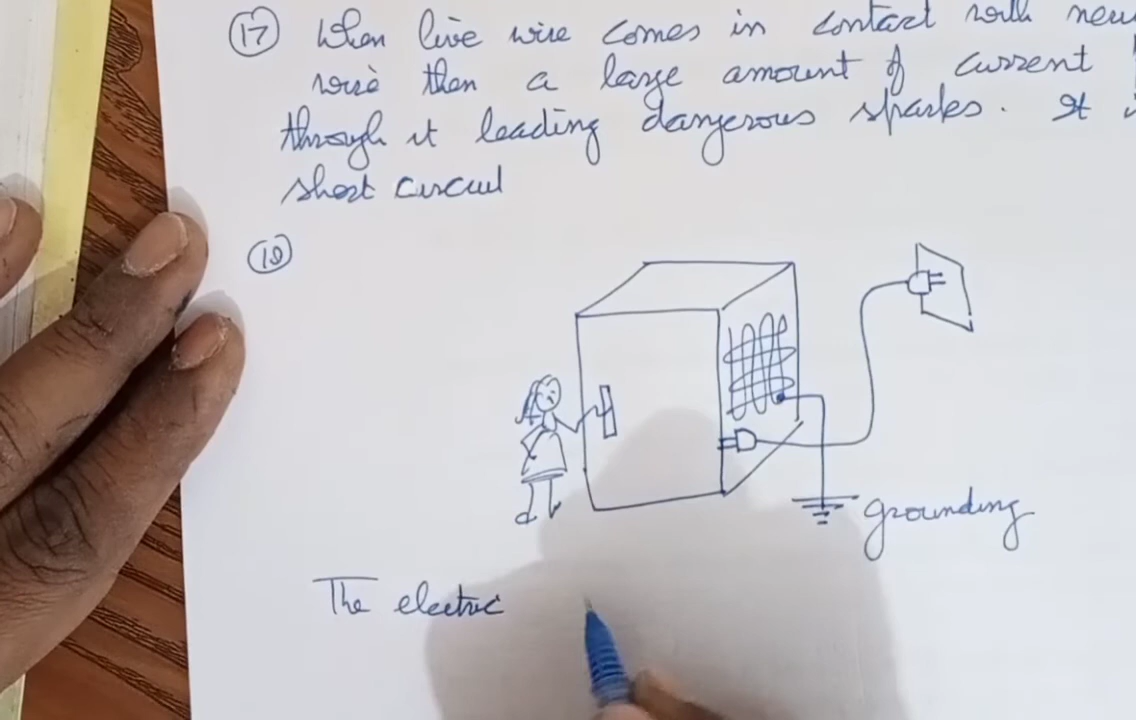 (17) When live wire comes in contact with
wire then a large amount of current
through it leading dangerous sparks. It
short circuit
(18)
grounding
The electric